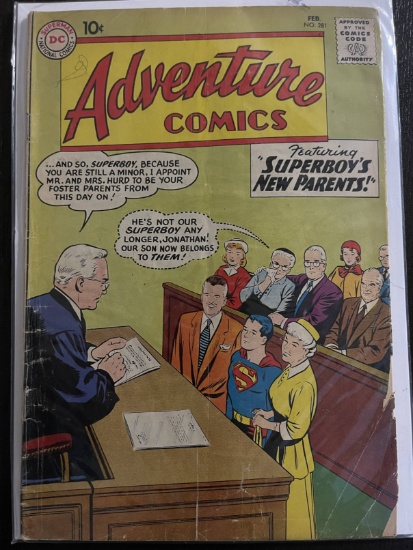 SUPERMAN
DC
NATIONAL COMICS
10¢
FEB.
NO. 281
APPROVED
BY THE
COMICS
CODE
AUTHORITY
Adventure
COMICS
Featuring
"SUPERBOY'S
NEW PARENTS!"
...AND SO, SUPERBOY, BECAUSE
YOU ARE STILL A MINOR, I APPOINT
MR. AND MRS. HURD TO BE YOUR
FOSTER PARENTS FROM
THIS DAY ON!
HE'S NOT OUR
SUPERBOY ANY
LONGER, JONATHAN!
OUR SON NOW BELONGS
TO THEM!
S